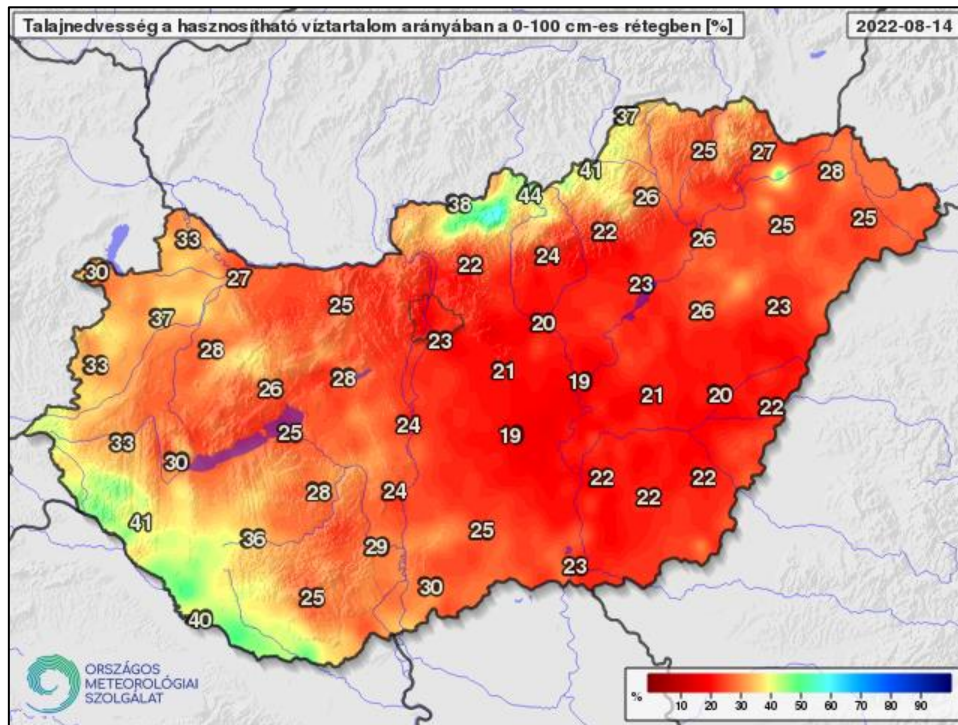 Talajnedvesség a hasznosítható víztartalom arányában a 0-100 cm-es rétegben [%] 2022-08-14
37
25 27
41 28
38 44 26
33 22 26 25 25
30 27 22 24
25 23 26 23
37 20
28 23
33 28 21 19
26 21 20 22
24
33 25 19
30
28 24 22 22 22
41
36 29 25
23
25 30
40
ORSZÁGOS
METEOROLÓGIAI
SZOLGÁLAT
% 10 20 30 40 50 60 70 80 90